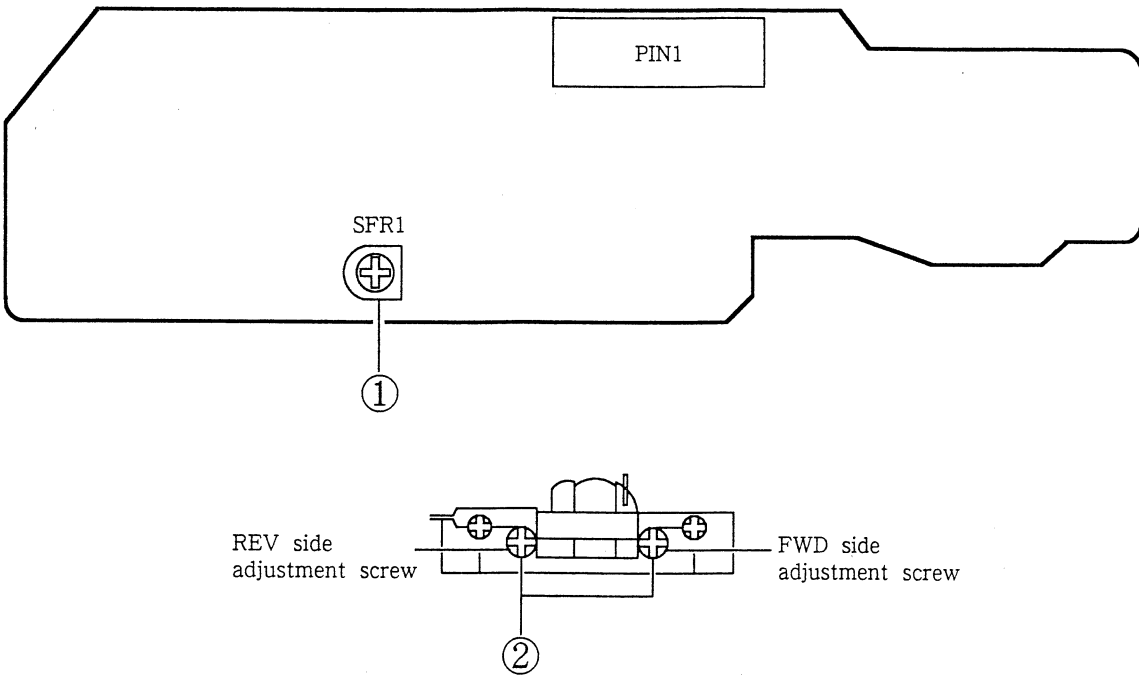 PIN1
SFR1
①
REV side
adjustment screw
FWD side
adjustment screw
②